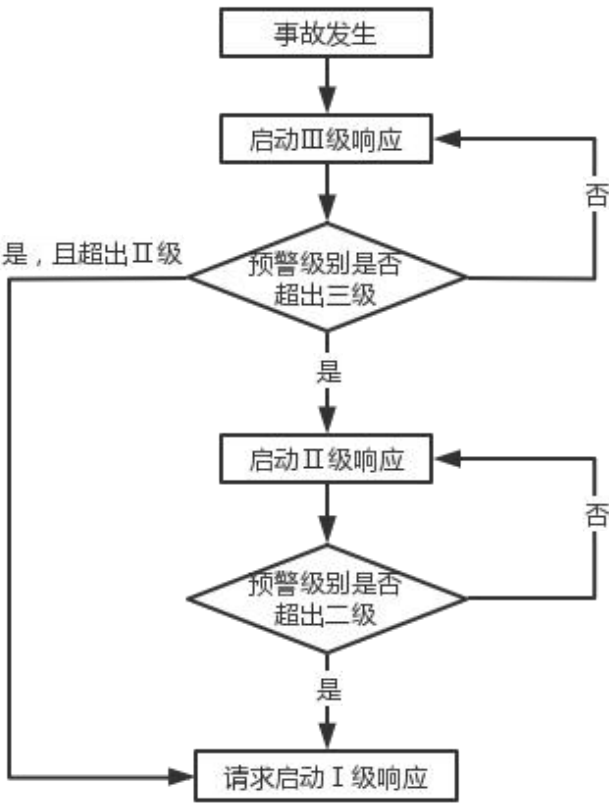 事故发生
启动Ⅲ级响应
否
是，且超出Ⅱ级
预警级别是否
超出三级
是
启动Ⅱ级响应
否
预警级别是否
超出二级
是
请求启动Ⅰ级响应